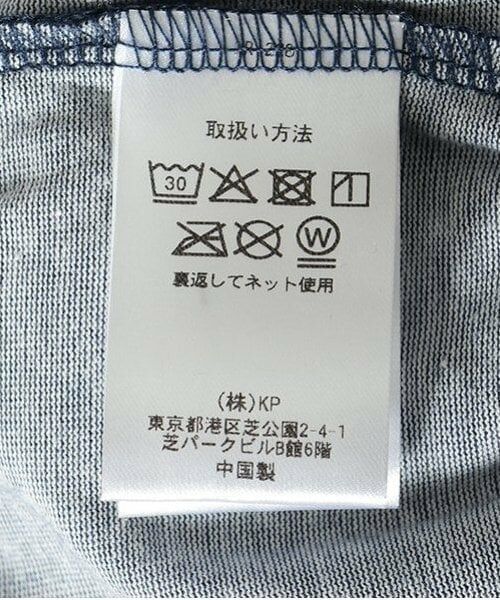 取扱い方法
30
W
裏返してネット使用
(株)KP
東京都港区芝公園2-4-1
芝パークビルB館6階
中国製